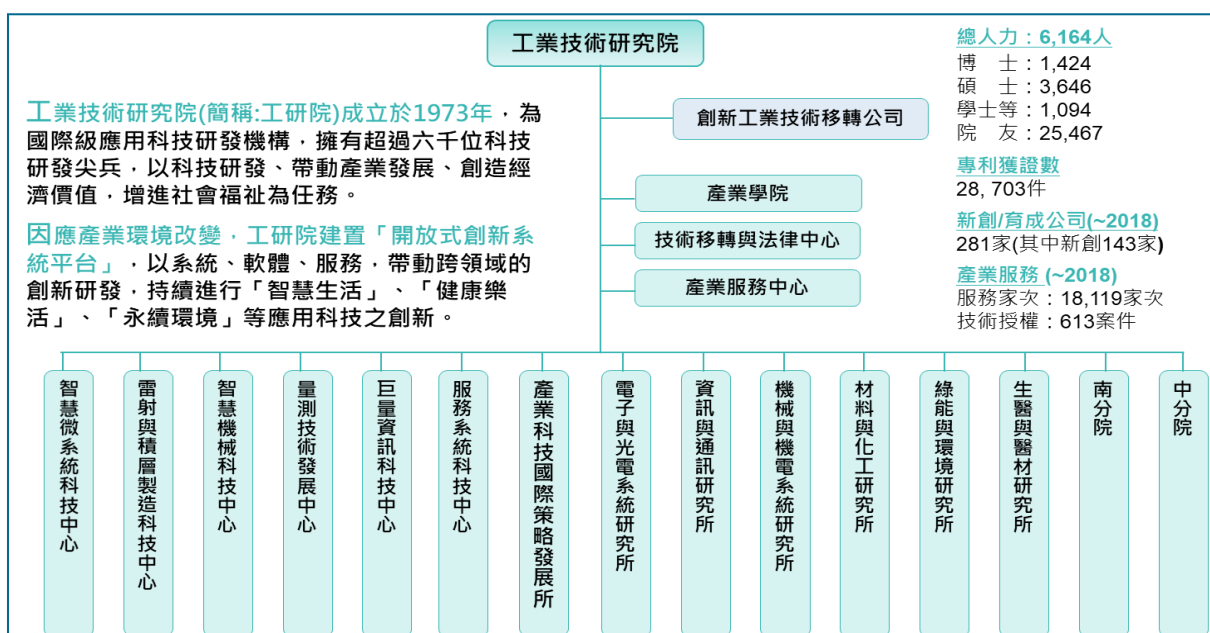 工業技術研究院
工業技術研究院(簡稱:工研院)成立於1973年，為
國際級應用科技研發機構，擁有超過六千位科技
研發尖兵，以科技研發、帶動產業發展、創造經
濟價值，增進社會福祉為任務。
因應產業環境改變，工研院建置「開放式創新系
統平台」，以系統、軟體、服務，帶動跨領域的
創新研發，持續進行「智慧生活」、「健康樂
活」、「永續環境」等應用科技之創新。
創新工業技術移轉公司
產業學院
技術移轉與法律中心
產業服務中心
總人力：6,164人
博　士：1,424
碩　士：3,646
學士等：1,094
院　友：25,467
專利獲證數
28, 703件
新創/育成公司(~2018)
281家(其中新創143家)
產業服務 (~2018)
服務家次：18,119家次
技術授權：613案件
智慧微系統科技中心
雷射與積層製造科技中心
智慧機械科技中心
量測技術發展中心
巨量資訊科技中心
服務系統科技中心
產業科技國際策略發展所
電子與光電系統研究所
資訊與通訊研究所
機械與機電系統研究所
材料與化工研究所
綠能與環境研究所
生醫與醫材研究所
南分院
中分院